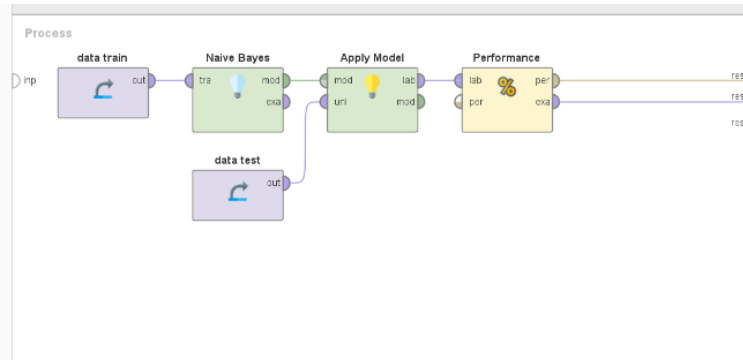 Process
data train
Naive Bayes
Apply Model
Performance
inp
out
tra
mod
exa
mod
unl
lab
mod
lab
per
%
per
exa
res
res
res
data test
out